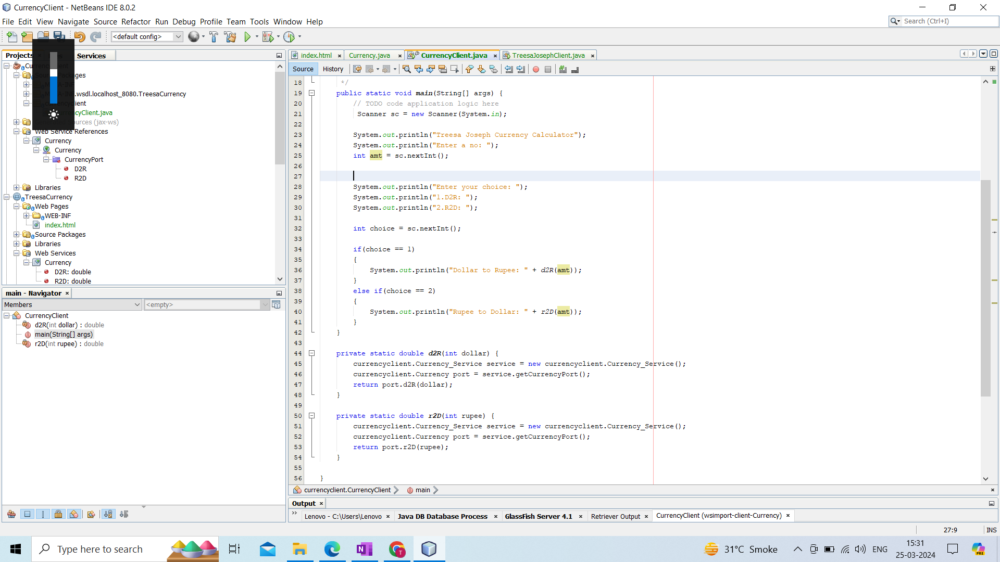 CurrencyClient - NetBeans IDE 8.0.2
File Edit View Navigate Source Refactor Run Debug Profile Team Tools Window Help
Search (Ctrl+I)
<default config>
Projects Services
Packages
.wsdl.localhost_8080.TreesaCurrency
Client.java
(jax-ws)
Web Service References
Currency
Currency
CurrencyPort
D2R
R2D
Libraries
TreesaCurrency
Web Pages
WEB-INF
index.html
Source Packages
Libraries
Web Services
Currency
D2R: double
R2D: double
main - Navigator
Members <empty>
CurrencyClient
d2R(int dollar) : double
main(String[] args)
r2D(int rupee) : double
index.html Currency.java CurrencyClient.java TreesaJosephClient.java
Source History
18 */
19 public static void main(String[] args) {
20 // TODO code application logic here
21 Scanner sc = new Scanner(System.in);
22
23 System.out.println("Treesa Joseph Currency Calculator");
24 System.out.println("Enter a no: ");
25 int amt = sc.nextInt();
26
27
28 System.out.println("Enter your choice: ");
29 System.out.println("1.D2R: ");
30 System.out.println("2.R2D: ");
31
32 int choice = sc.nextInt();
33
34 if(choice == 1)
35 {
36 System.out.println("Dollar to Rupee: " + d2R(amt));
37 }
38 else if(choice == 2)
39 {
40 System.out.println("Rupee to Dollar: " + r2D(amt));
41 }
42 }
43
44 private static double d2R(int dollar) {
45 currencyclient.Currency_Service service = new currencyclient.Currency_Service();
46 currencyclient.Currency port = service.getCurrencyPort();
47 return port.d2R(dollar);
48 }
49
50 private static double r2D(int rupee) {
51 currencyclient.Currency_Service service = new currencyclient.Currency_Service();
52 currencyclient.Currency port = service.getCurrencyPort();
53 return port.r2D(rupee);
54 }
55
56 }
currencyclient.CurrencyClient main
Output
Lenovo - C:\Users\Lenovo Java DB Database Process GlassFish Server 4.1 Retriever Output CurrencyClient (wsimport-client-Currency)
27:9 INS
Type here to search
31°C Smoke ENG
15:31
25-03-2024
PRE